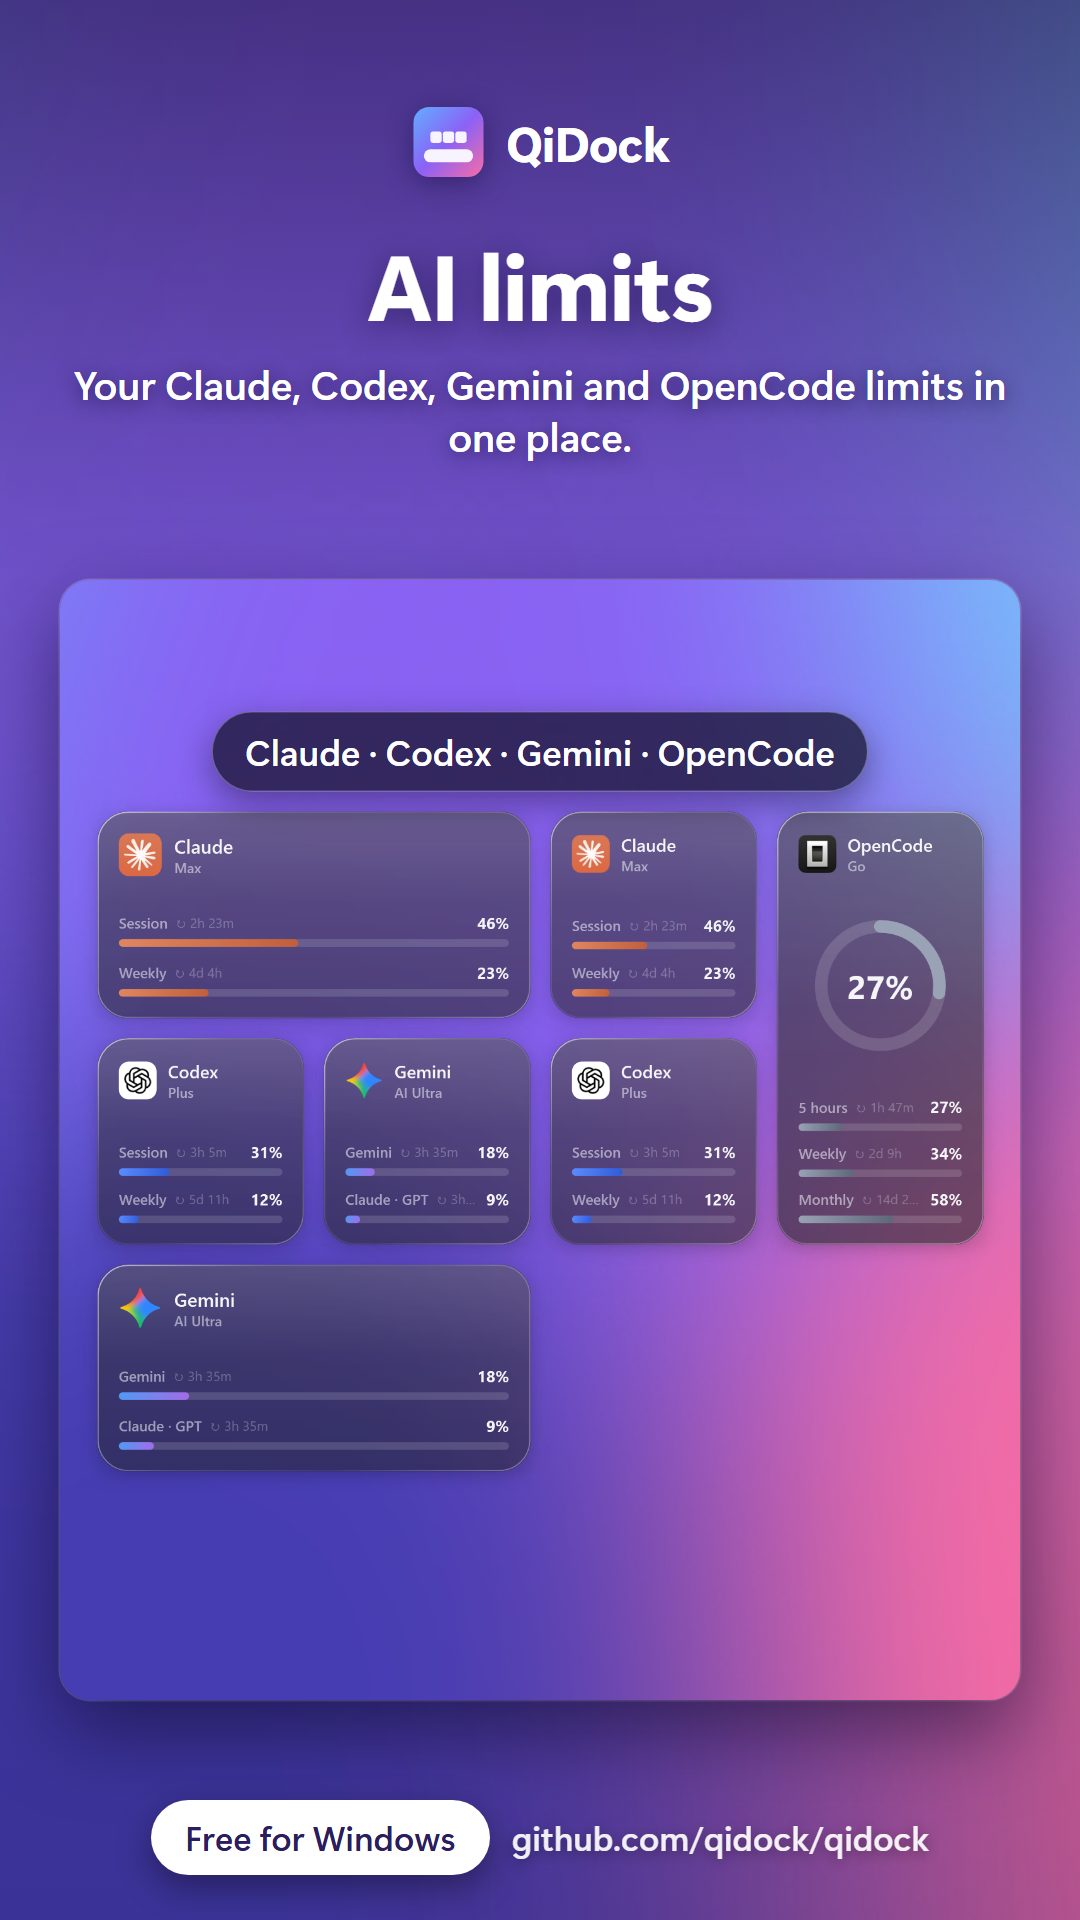 QiDock
AI limits
Your Claude, Codex, Gemini and OpenCode limits in
one place.
Claude · Codex · Gemini · OpenCode
Claude
Max
Session ↻ 2h 23m 46%
Weekly ↻ 4d 4h 23%
Claude
Max
Session ↻ 2h 23m 46%
Weekly ↻ 4d 4h 23%
OpenCode
Go
27%
5 hours ↻ 1h 47m 27%
Weekly ↻ 2d 9h 34%
Monthly ↻ 14d 2... 58%
Codex
Plus
Session ↻ 3h 5m 31%
Weekly ↻ 5d 11h 12%
Gemini
AI Ultra
Gemini ↻ 3h 35m 18%
Claude · GPT ↻ 3h... 9%
Codex
Plus
Session ↻ 3h 5m 31%
Weekly ↻ 5d 11h 12%
Gemini
AI Ultra
Gemini ↻ 3h 35m 18%
Claude · GPT ↻ 3h 35m 9%
Free for Windows
github.com/qidock/qidock